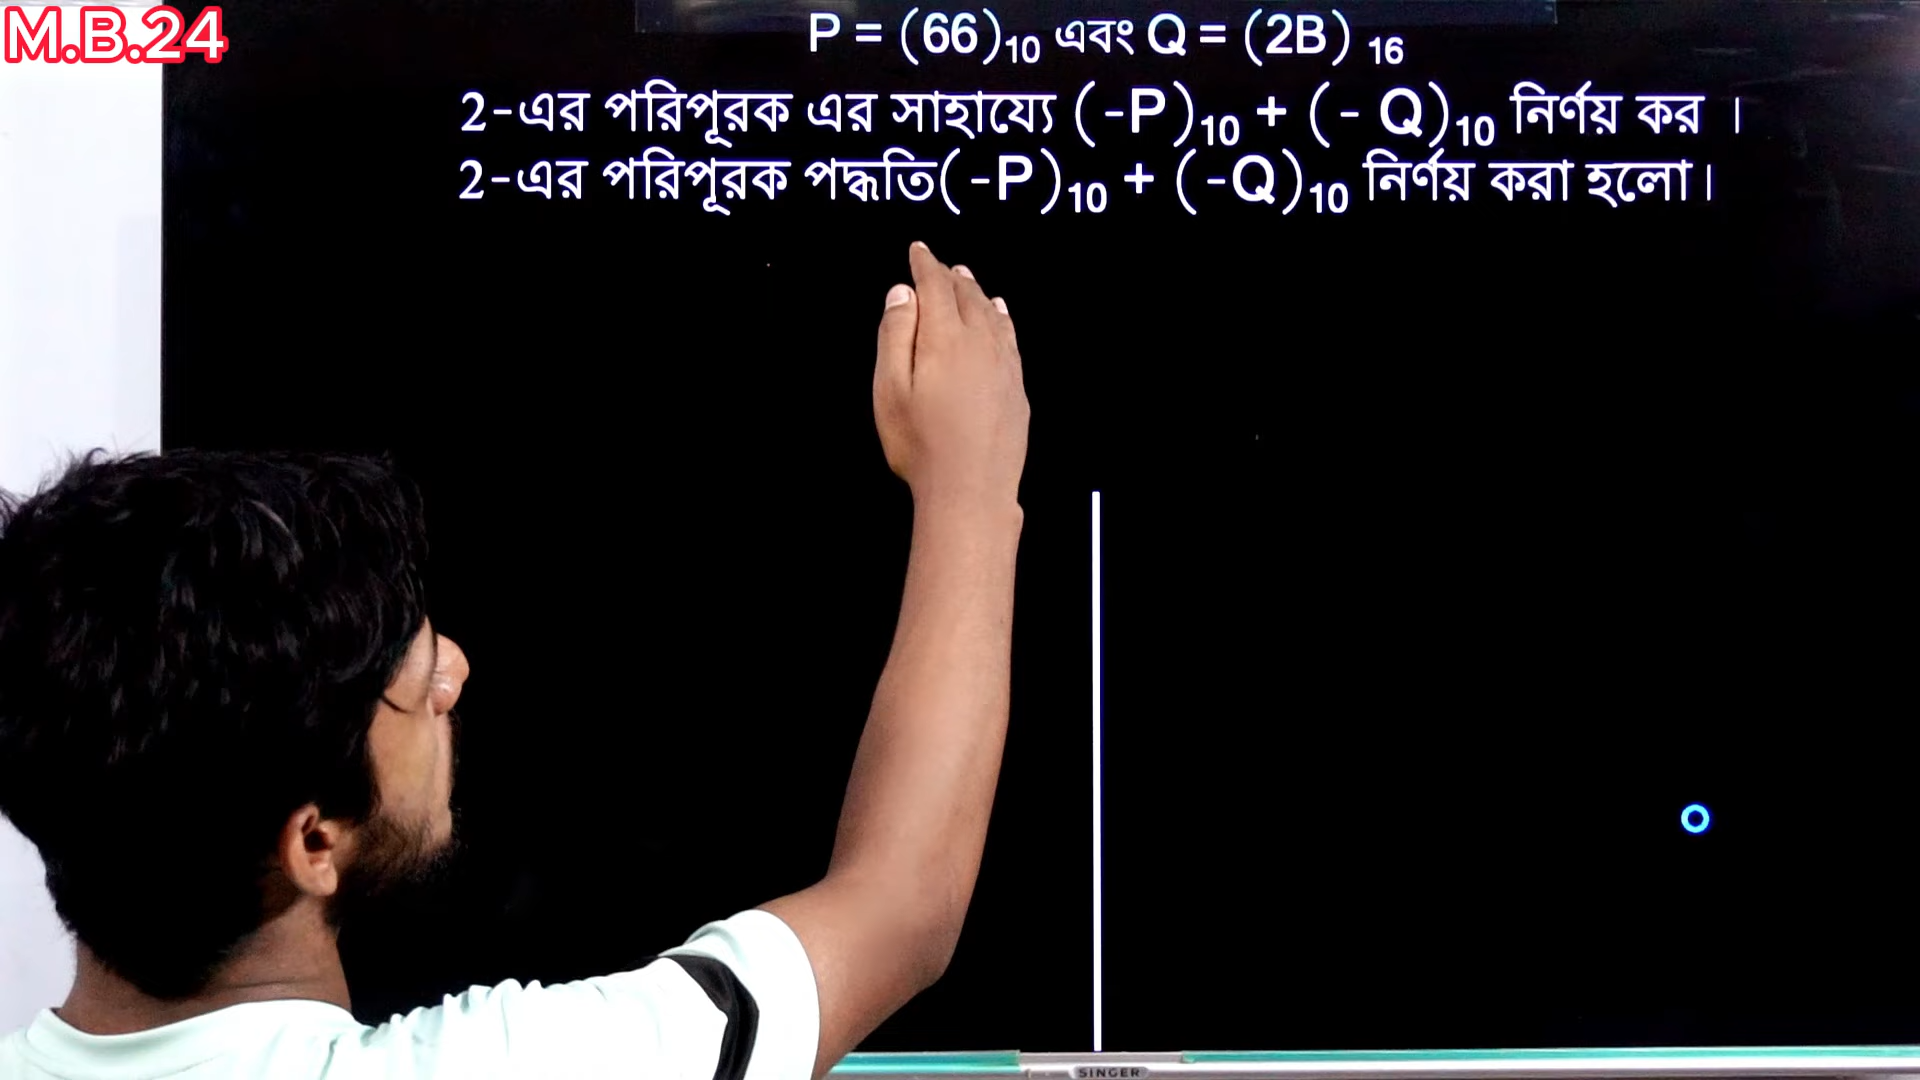 M.B.24
P = (66)10 এবং Q = (2B) 16
2-এর পরিপূরক এর সাহায্যে (-P)10 + (- Q)10 নির্ণয় কর ।
2-এর পরিপূরক পদ্ধতি(-P)10 + (-Q)10 নির্ণয় করা হলো।
SINGER